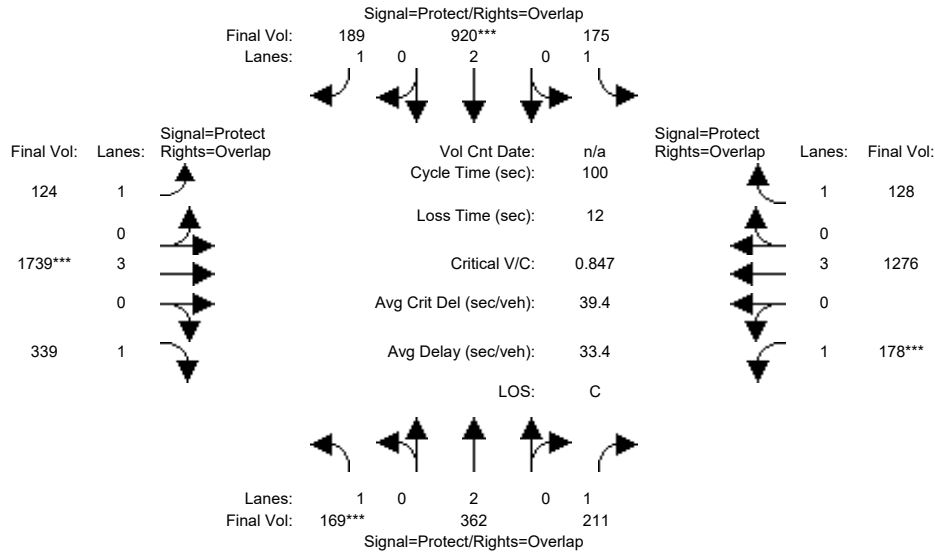 Signal=Protect/Rights=Overlap
Final Vol: 189 920*** 175
Lanes: 1 0 2 0 1
Signal=Protect
Final Vol: Lanes: Rights=Overlap
Vol Cnt Date: n/a
Signal=Protect
Rights=Overlap Lanes: Final Vol:
Cycle Time (sec): 100
124 1
1 128
Loss Time (sec): 12
0
0
1739*** 3
Critical V/C: 0.847
3 1276
0
Avg Crit Del (sec/veh): 39.4
0
339 1
Avg Delay (sec/veh): 33.4
1 178***
LOS: C
Lanes: 1 0 2 0 1
Final Vol: 169*** 362 211
Signal=Protect/Rights=Overlap